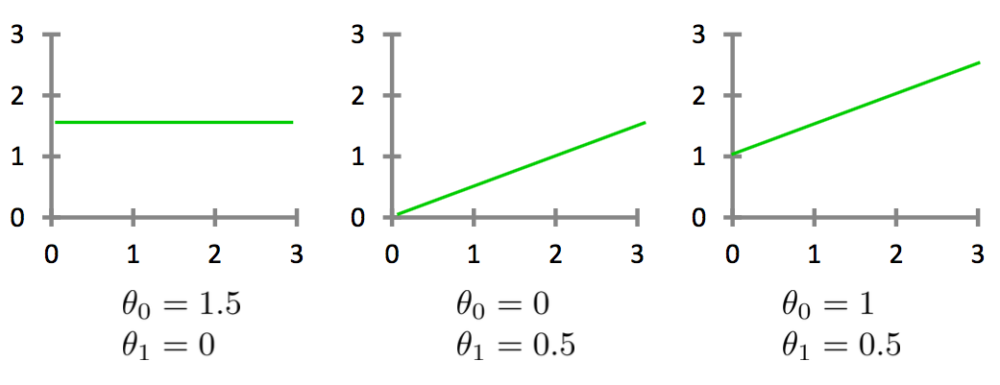 3 3 3
2 2 2
1 1 1
0 0 0
0 1 2 3 0 1 2 3 0 1 2 3
θ₀ = 1.5 θ₀ = 0 θ₀ = 1
θ₁ = 0 θ₁ = 0.5 θ₁ = 0.5